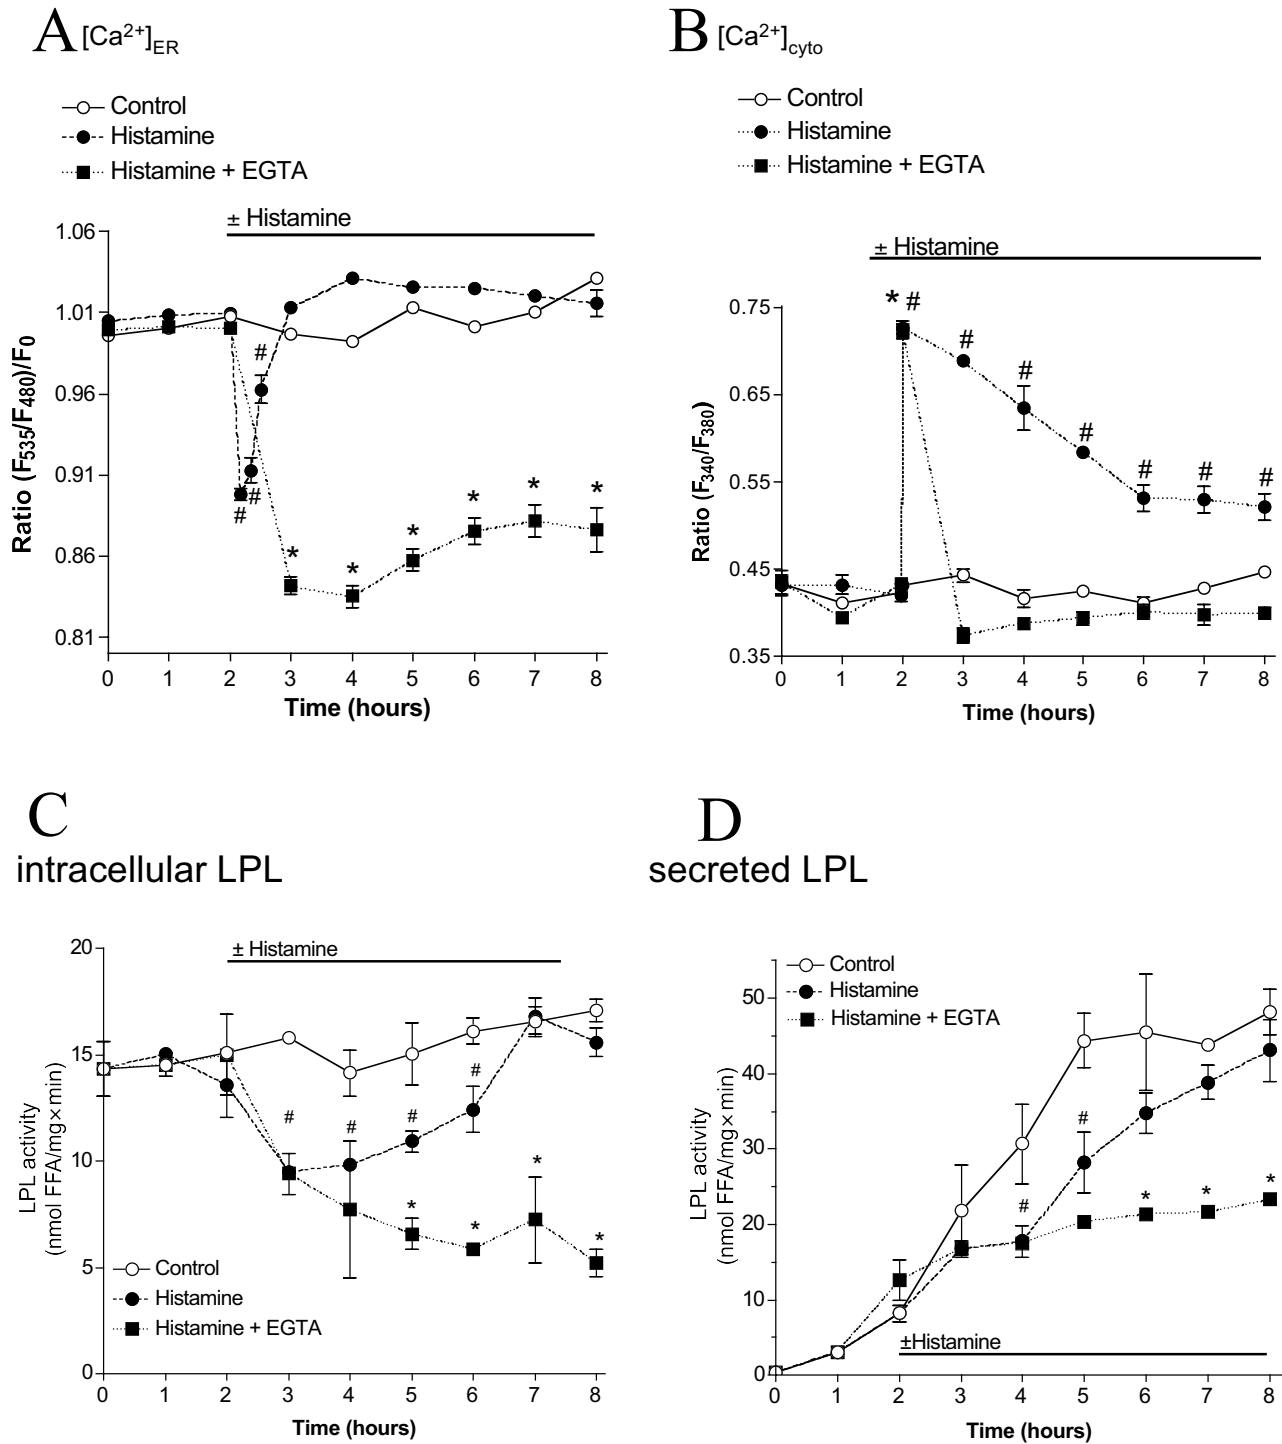 A [Ca2+]ER
Control
Histamine
Histamine + EGTA
± Histamine
1.06
1.01
0.96
0.91
0.86
0.81
Ratio (F535/F480)/F0
# # # * * * * * *
0 1 2 3 4 5 6 7 8
Time (hours)
B [Ca2+]cyto
Control
Histamine
Histamine + EGTA
± Histamine
0.75
0.65
0.55
0.45
0.35
Ratio (F340/F380)
* # # # # # # #
0 1 2 3 4 5 6 7 8
Time (hours)
C
intracellular LPL
± Histamine
20
15
10
5
0
LPL activity
(nmol FFA/mg×min)
# # # # * * * *
Control
Histamine
Histamine + EGTA
0 1 2 3 4 5 6 7 8
Time (hours)
D
secreted LPL
Control
Histamine
Histamine + EGTA
50
40
30
20
10
0
LPL activity
(nmol FFA/mg×min)
# # * * *
±Histamine
0 1 2 3 4 5 6 7 8
Time (hours)